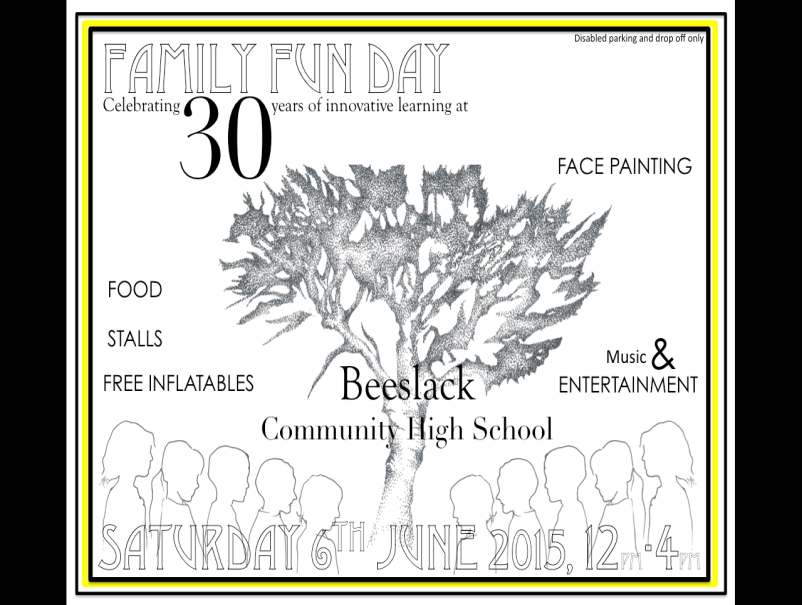 Disabled parking and drop off only
FAMILY FUN DAY
Celebrating 30 years of innovative learning at
FACE PAINTING
FOOD
STALLS
FREE INFLATABLES
Music &
ENTERTAINMENT
Beeslack
Community High School
SATURDAY 6TH JUNE 2015, 12PM - 4PM